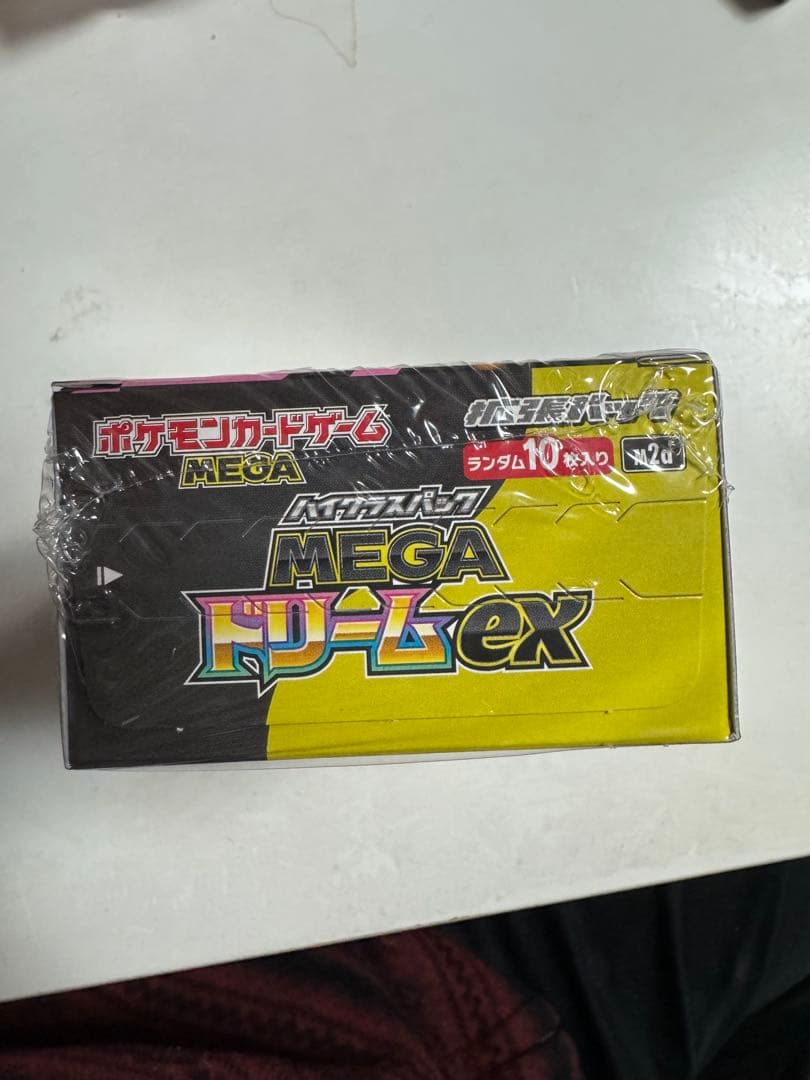 ポケモンカードゲーム
MEGA
拡張パック
ランダム10枚入り
ハイクラスパック
MEGA
ドリームex